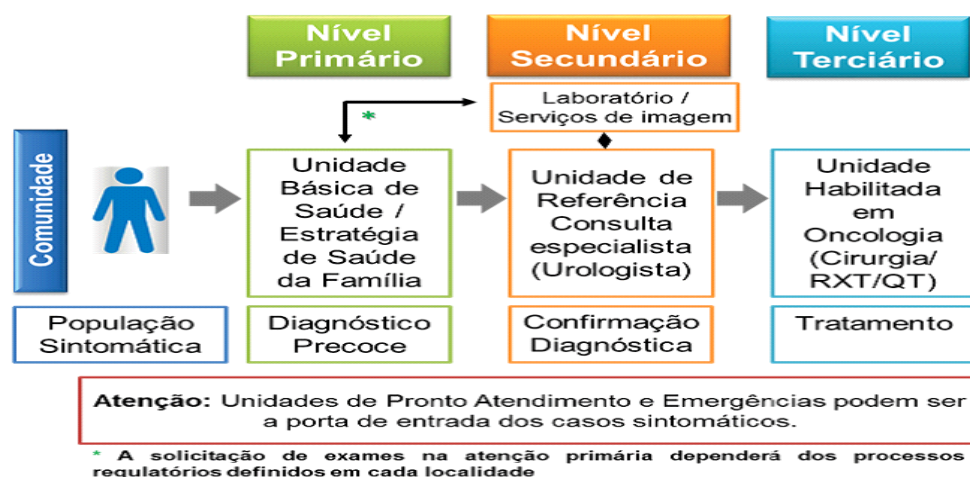 Nível
Primário
Nível
Secundário
Nível
Terciário
Laboratório /
Serviços de imagem
*
Comunidade
Unidade
Básica de
Saúde /
Estratégia
de Saúde
da Família
Unidade de
Referência
Consulta
especialista
(Urologista)
Unidade
Habilitada
em
Oncologia
(Cirurgia/
RXT/QT)
População
Sintomática
Diagnóstico
Precoce
Confirmação
Diagnóstica
Tratamento
Atenção: Unidades de Pronto Atendimento e Emergências podem ser
a porta de entrada dos casos sintomáticos.
* A solicitação de exames na atenção primária dependerá dos processos
regulatórios definidos em cada localidade